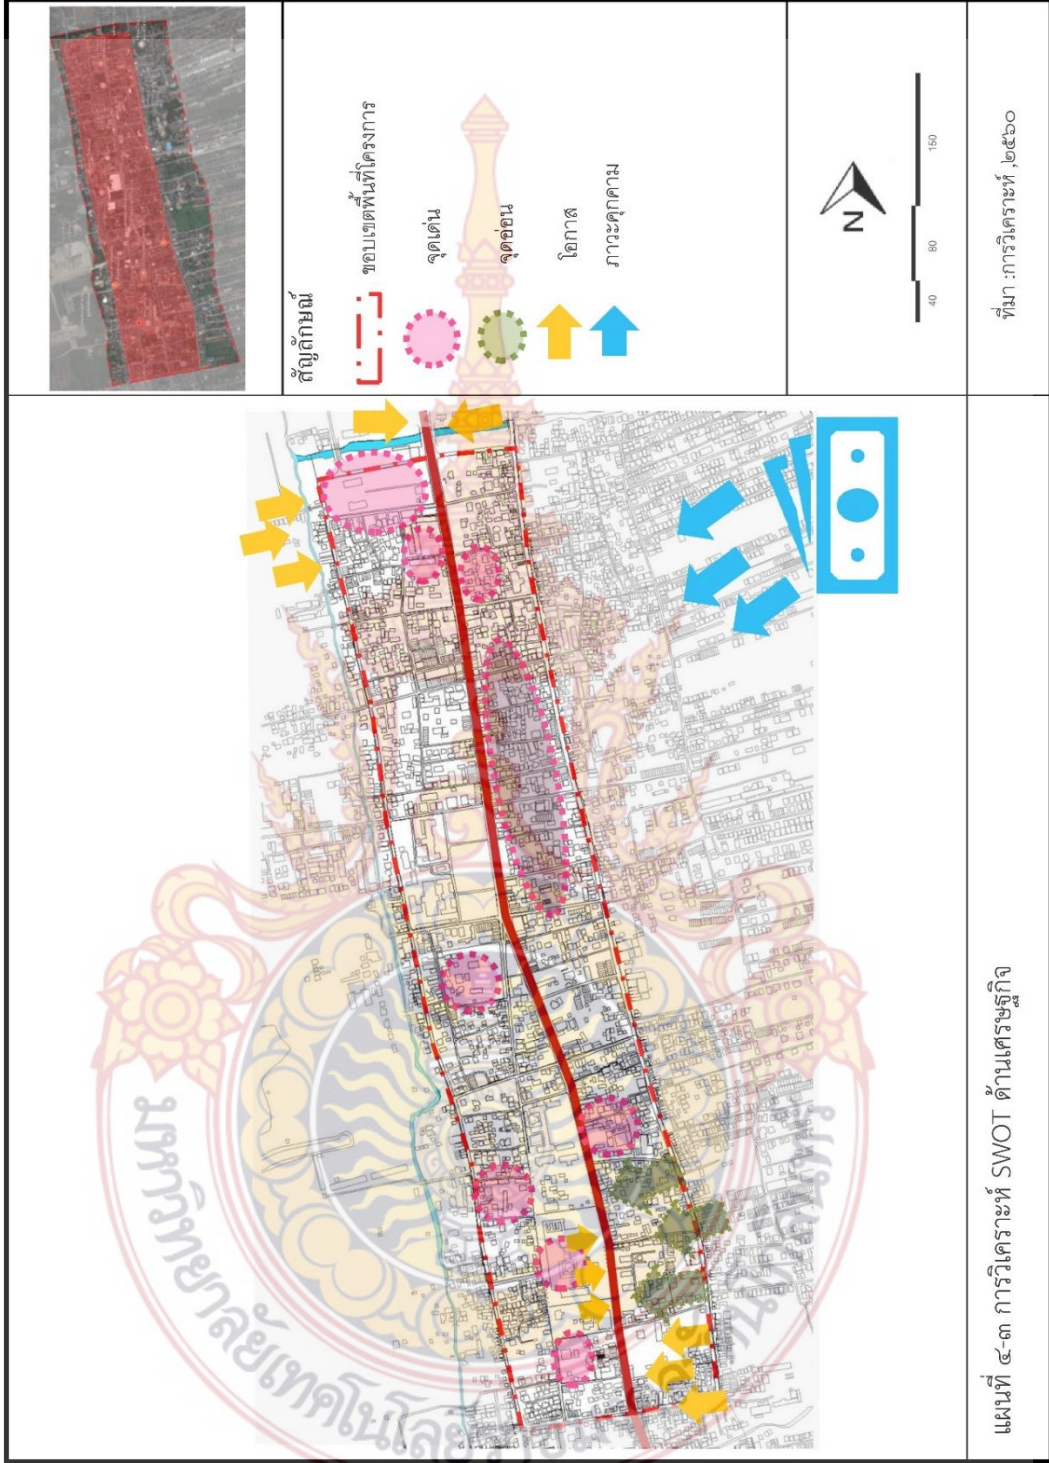 สัญลักษณ์
ขอบเขตพื้นที่โครงการ
จุดเด่น
จุดอ่อน
โอกาส
ภาวะคุกคาม
N
40 80 150
ที่มา :การวิเคราะห์ ,๒๕๖๐
แผนที่ ๔-๓ การวิเคราะห์ SWOT ด้านเศรษฐกิจ
มหาวิทยาลัยเทคโนโลยี